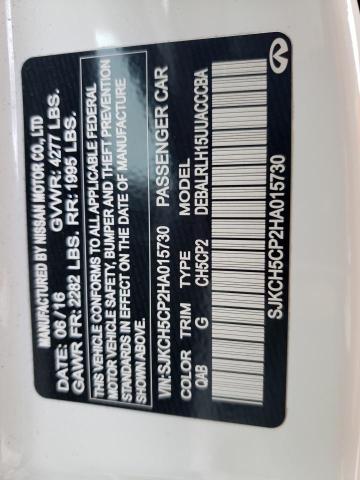 MANUFACTURED BY NISSAN MOTOR CO., LTD
DATE: 06 / 16 GVWR: 4277 LBS.
GAWR FR: 2282 LBS. RR: 1995 LBS.
THIS VEHICLE CONFORMS TO ALL APPLICABLE FEDERAL
MOTOR VEHICLE SAFETY, BUMPER AND THEFT PREVENTION
STANDARDS IN EFFECT ON THE DATE OF MANUFACTURE
SHOWN ABOVE.
VIN: SJKCH5CP2HA015730 PASSENGER CAR
COLOR TRIM TYPE MODEL
QAB G CH5CP2 DEBALRLH15UUACCCBA
SJKCH5CP2HA015730